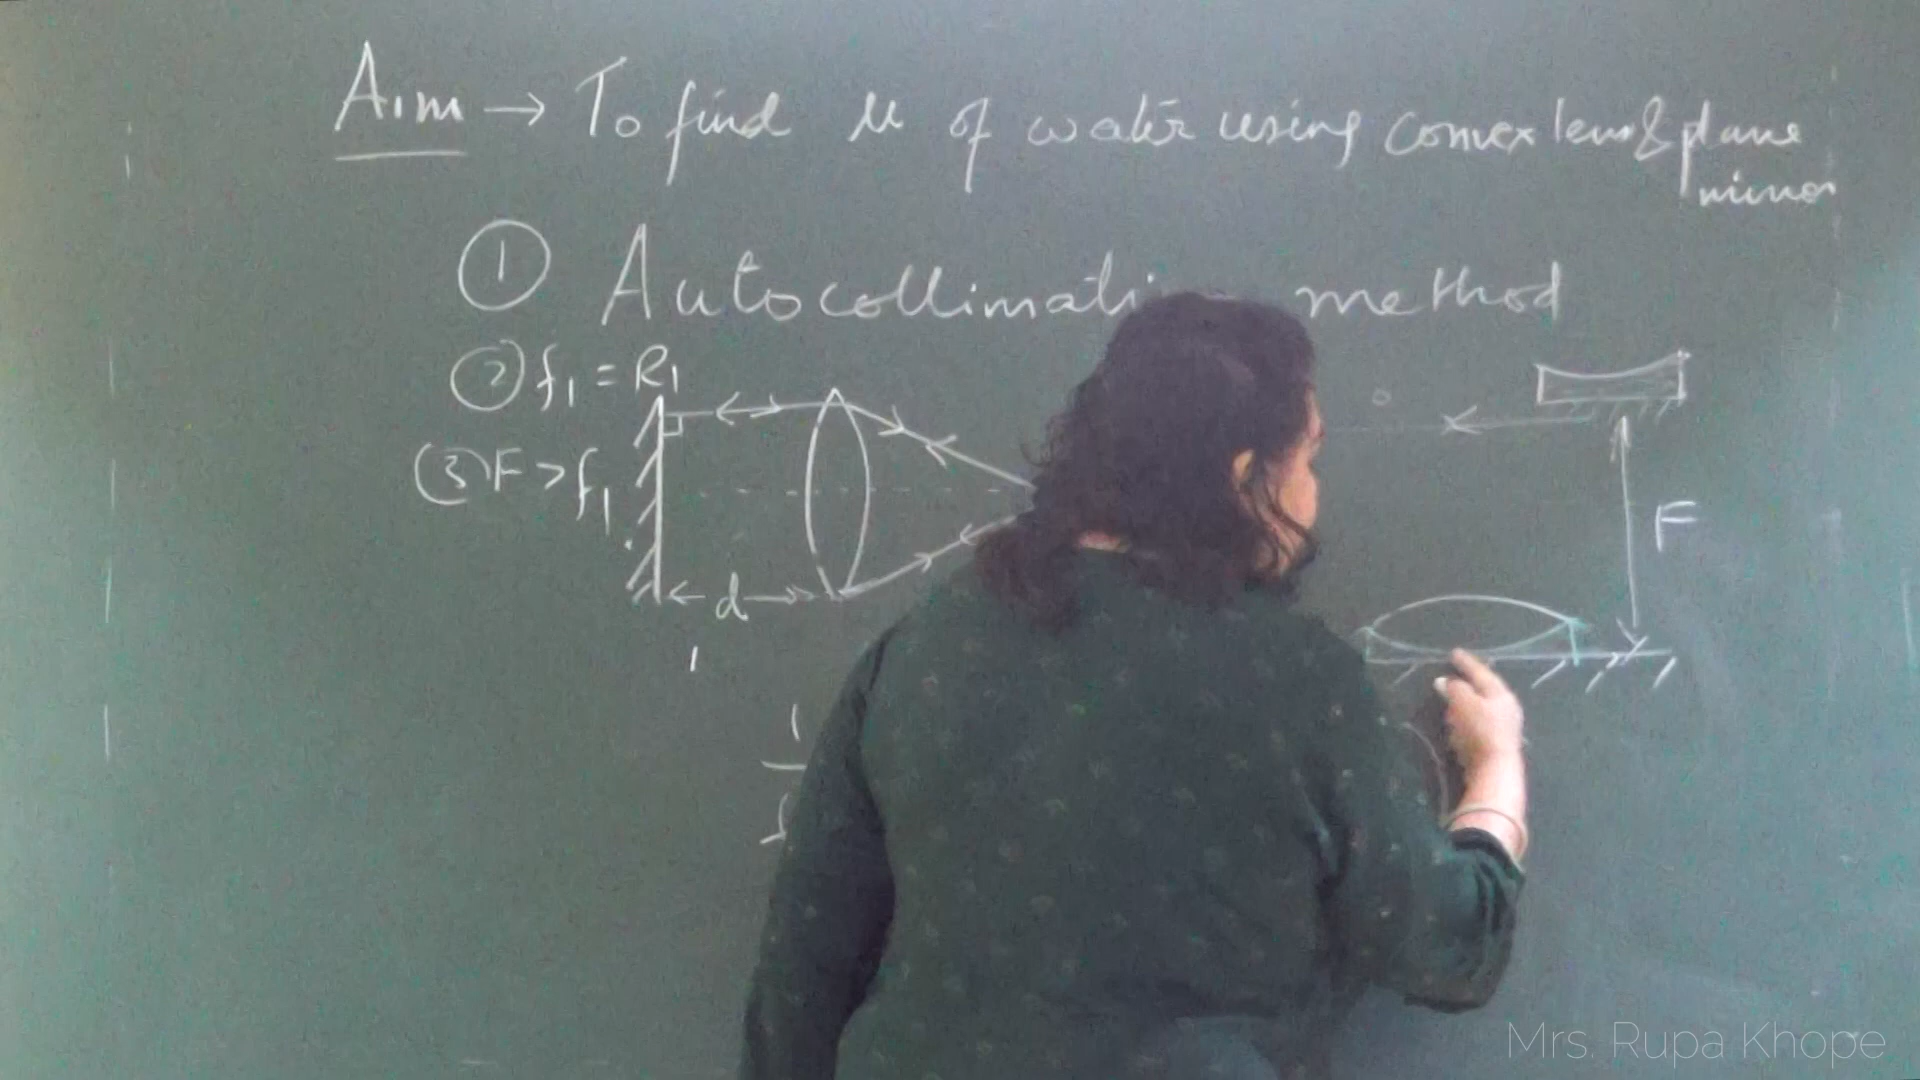 Aim → To find μ of water using convex lens & plane
mirror
① Autocollimati method
② f₁ = R₁
③ F > f₁
F
d
Mrs. Rupa Khope